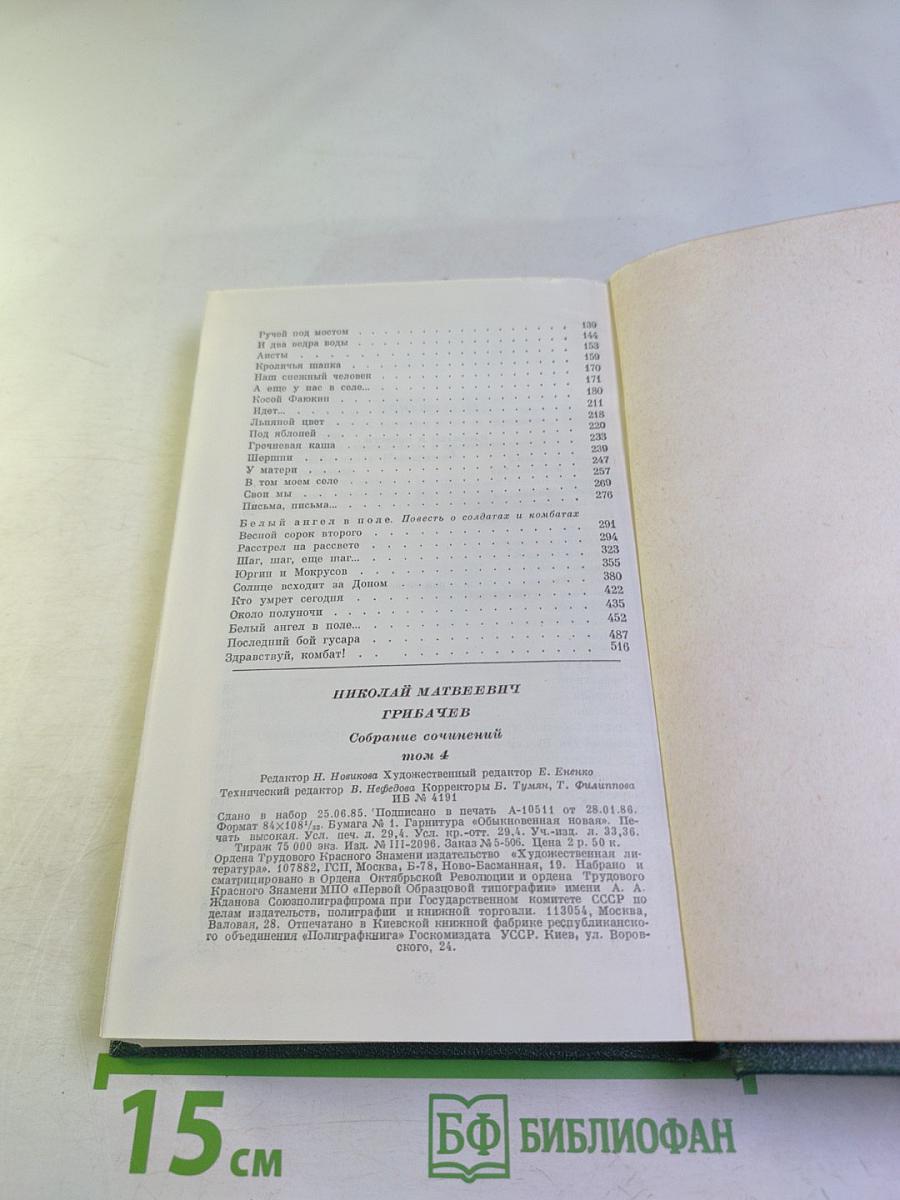 Ручей под мостом . . . . . . . . . . . . . . . . 139
И два ведра воды . . . . . . . . . . . . . . . . 144
Аисты . . . . . . . . . . . . . . . . 153
Кроличья шапка . . . . . . . . . . . . . . . . 159
Наш снежный человек . . . . . . . . . . . . . . . . 170
А еще у нас в селе... . . . . . . . . . . . . . . . . 171
Косой Фаюкин . . . . . . . . . . . . . . . . 180
Идет... . . . . . . . . . . . . . . . . 211
Льняной цвет . . . . . . . . . . . . . . . . 218
Под яблоней . . . . . . . . . . . . . . . . 220
Гречневая каша . . . . . . . . . . . . . . . . 233
Шершни . . . . . . . . . . . . . . . . 239
У матери . . . . . . . . . . . . . . . . 247
В том моем селе . . . . . . . . . . . . . . . . 257
Свои мы . . . . . . . . . . . . . . . . 269
Письма, письма... . . . . . . . . . . . . . . . . 276
Белый ангел в поле. Повесть о солдатах и комбатах
Весной сорок второго . . . . . . . . . . . . . . . . 291
Расстрел на рассвете . . . . . . . . . . . . . . . . 294
Шаг, шаг, еще шаг... . . . . . . . . . . . . . . . . 323
Юргин и Мокрусов . . . . . . . . . . . . . . . . 355
Солнце всходит за Доном . . . . . . . . . . . . . . . . 380
Кто умрет сегодня . . . . . . . . . . . . . . . . 422
Около полуночи . . . . . . . . . . . . . . . . 435
Белый ангел в поле... . . . . . . . . . . . . . . . . 452
Последний бой гусара . . . . . . . . . . . . . . . . 487
Здравствуй, комбат! . . . . . . . . . . . . . . . . 516
НИКОЛАЙ МАТВЕЕВИЧ
ГРИБАЧЕВ
Собрание сочинений
том 4
Редактор Н. Новикова Художественный редактор Е. Ененко
Технический редактор В. Нефедова Корректоры Б. Тумян, Т. Филиппова
ИБ № 4191
Сдано в набор 25.06.85. Подписано в печать А-10511 от 28.01.86.
Формат 84×108¹/₃₂. Бумага № 1. Гарнитура «Обыкновенная новая». Пе-
чать высокая. Усл. печ. л. 29,4. Усл. кр.-отт. 29,4. Уч.-изд. л. 33,36.
Тираж 75 000 экз. Изд. № III-2096. Заказ № 5-506. Цена 2 р. 50 к.
Ордена Трудового Красного Знамени издательство «Художественная ли-
тература». 107882, ГСП, Москва, Б-78, Ново-Басманная, 19. Набрано и
сматрицировано в Ордена Октябрьской Революции и ордена Трудового
Красного Знамени МПО «Первой Образцовой типографии» имени А. А.
Жданова Союзполиграфпрома при Государственном комитете СССР по
делам издательств, полиграфии и книжной торговли. 113054, Москва,
Валовая, 28. Отпечатано в Киевской книжной фабрике республиканско-
го объединения «Полиграфкнига» Госкомиздата УССР. Киев, ул. Воров-
ского, 24.
15 см
БФ БИБЛИОФАН